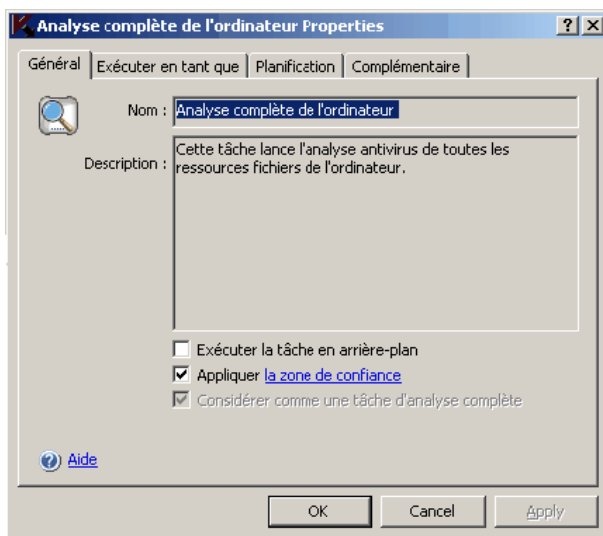 Analyse complète de l'ordinateur Properties
Général
Exécuter en tant que
Planification
Complémentaire
Nom :
Analyse complète de l'ordinateur
Description :
Cette tâche lance l'analyse antivirus de toutes les
ressources fichiers de l'ordinateur.
Exécuter la tâche en arrière-plan
Appliquer la zone de confiance
Considérer comme une tâche d'analyse complète
Aide
OK
Cancel
Apply